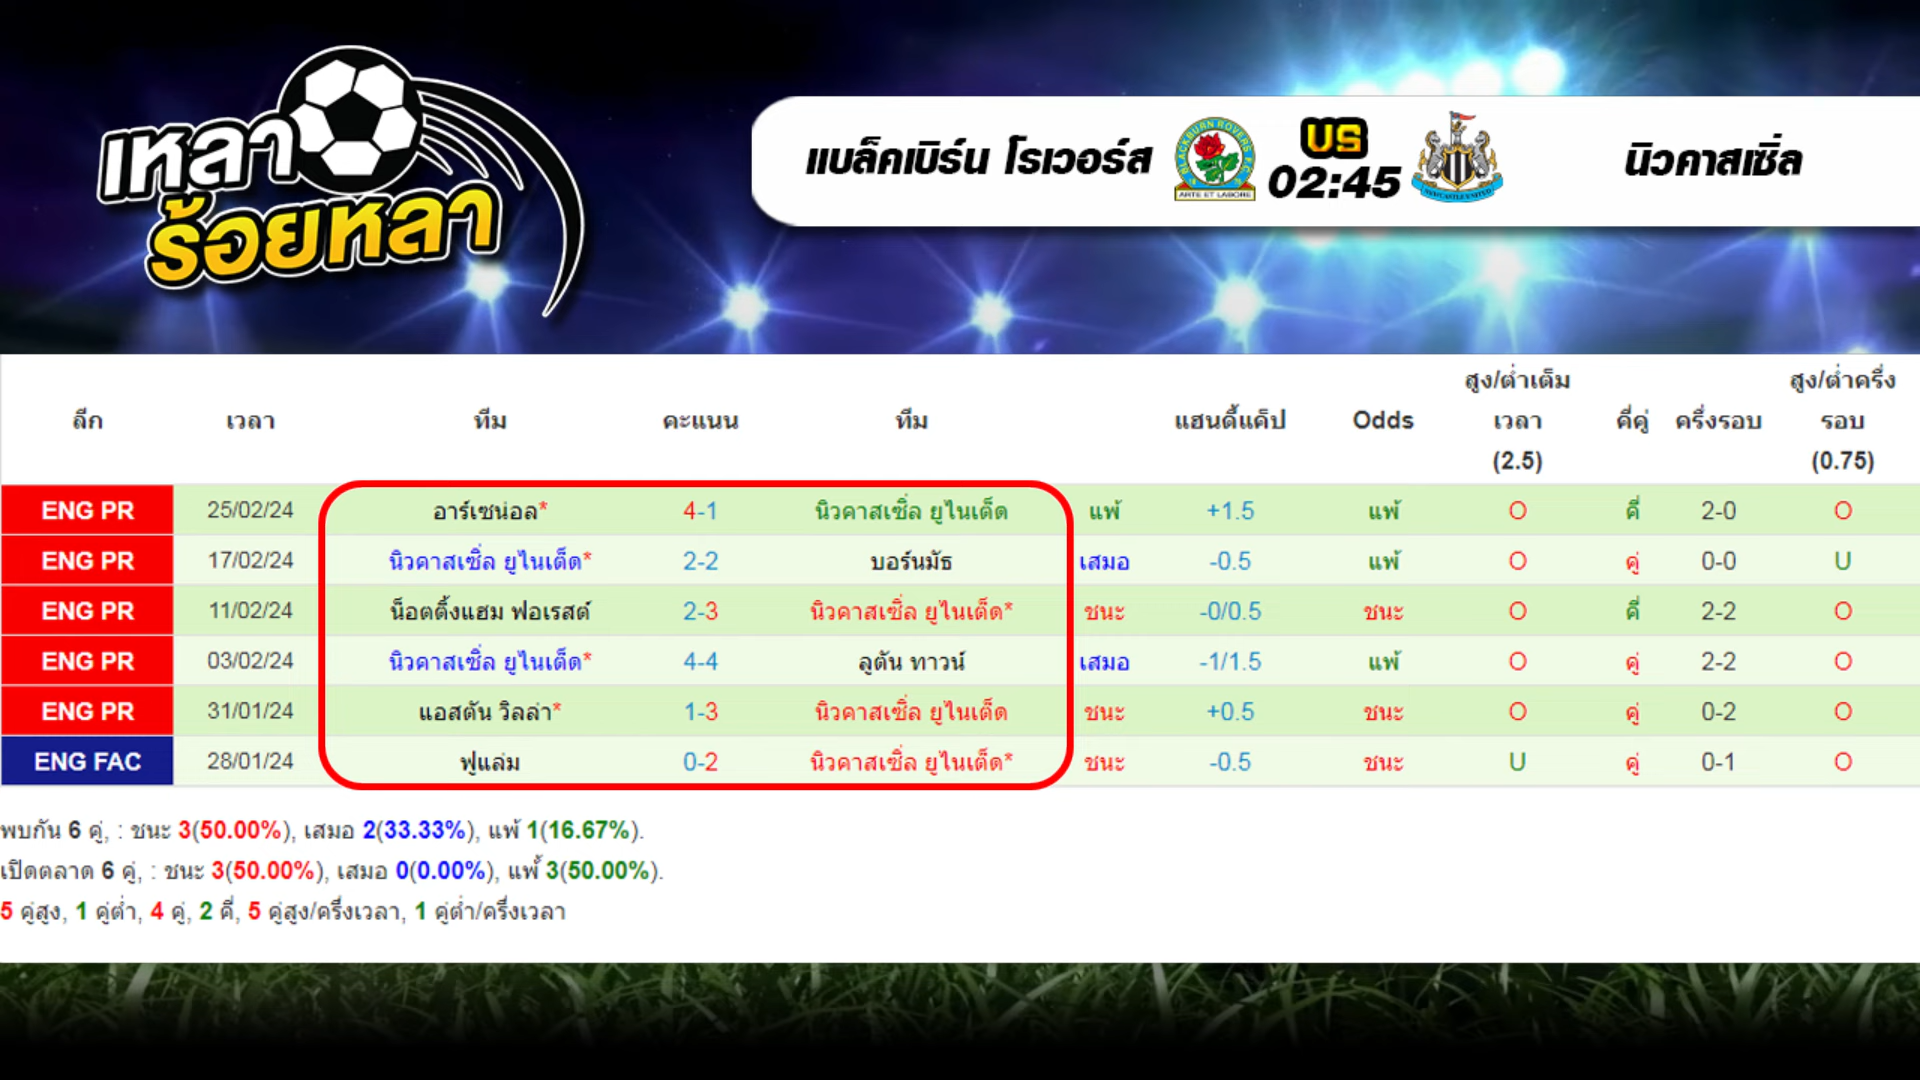 เหลา
ร้อยหลา
แบล็คเบิร์น โรเวอร์ส
BLACKBURN ROVERS F.C.
ARTE ET LABORE
VS
02:45
NEWCASTLE UNITED
นิวคาสเซิ่ล
ลีก เวลา ทีม คะแนน ทีม แฮนดี้แค็ป Odds สูง/ต่ำเต็มเวลา (2.5) คี่คู่ ครึ่งรอบ สูง/ต่ำครึ่งรอบ (0.75)
ENG PR 25/02/24 อาร์เซน่อล* 4-1 นิวคาสเซิ่ล ยูไนเต็ด แพ้ +1.5 แพ้ O คี่ 2-0 O
ENG PR 17/02/24 นิวคาสเซิ่ล ยูไนเต็ด* 2-2 บอร์นมัธ เสมอ -0.5 แพ้ O คู่ 0-0 U
ENG PR 11/02/24 น็อตติ้งแฮม ฟอเรสต์ 2-3 นิวคาสเซิ่ล ยูไนเต็ด* ชนะ -0/0.5 ชนะ O คี่ 2-2 O
ENG PR 03/02/24 นิวคาสเซิ่ล ยูไนเต็ด* 4-4 ลูตัน ทาวน์ เสมอ -1/1.5 แพ้ O คู่ 2-2 O
ENG PR 31/01/24 แอสตัน วิลล่า* 1-3 นิวคาสเซิ่ล ยูไนเต็ด ชนะ +0.5 ชนะ O คู่ 0-2 O
ENG FAC 28/01/24 ฟูแล่ม 0-2 นิวคาสเซิ่ล ยูไนเต็ด* ชนะ -0.5 ชนะ U คู่ 0-1 O
พบกัน 6 คู่, : ชนะ 3(50.00%), เสมอ 2(33.33%), แพ้ 1(16.67%).
เปิดตลาด 6 คู่, : ชนะ 3(50.00%), เสมอ 0(0.00%), แพ้้ 3(50.00%).
5 คู่สูง, 1 คู่ต่ำ, 4 คู่, 2 คี่, 5 คู่สูง/ครึ่งเวลา, 1 คู่ต่ำ/ครึ่งเวลา